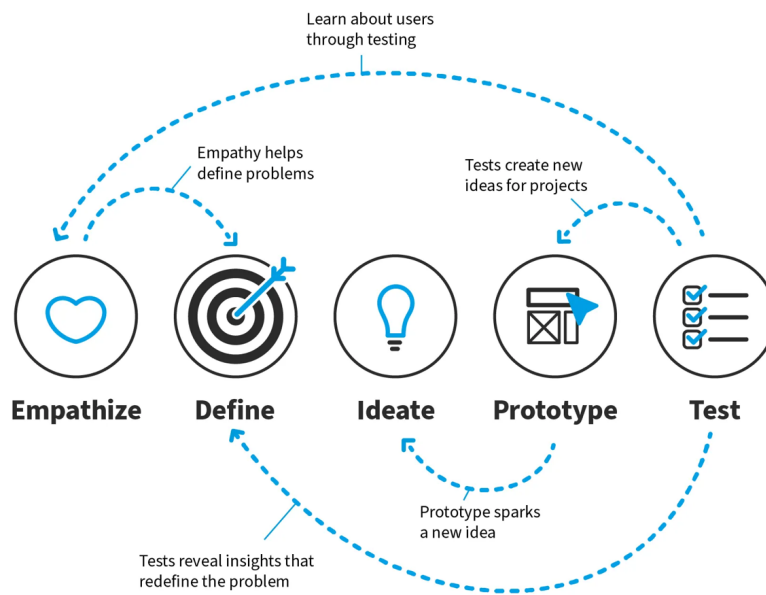 Learn about users
through testing
Empathy helps
define problems
Tests create new
ideas for projects
Empathize
Define
Ideate
Prototype
Test
Prototype sparks
a new idea
Tests reveal insights that
redefine the problem